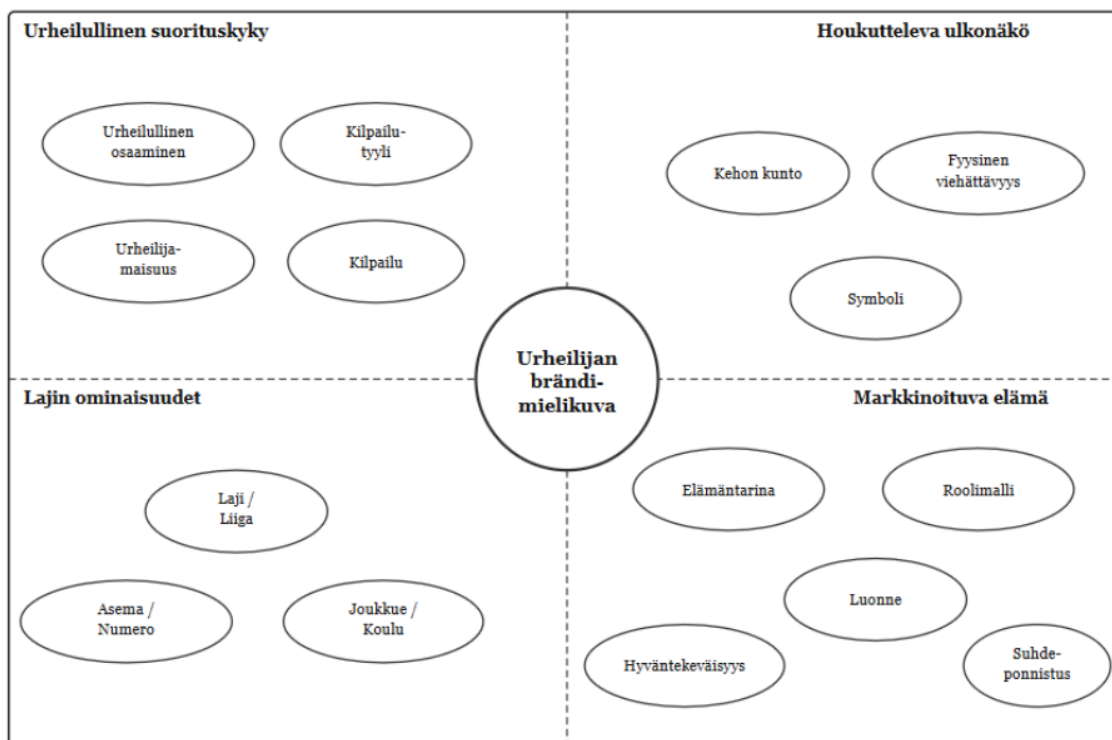 Urheilullinen suorituskyky
Houkutteleva ulkonäkö
Urheilullinen
osaaminen
Kilpailu-
tyyli
Kehon kunto
Fyysinen
viehättävyys
Urheilija-
maisuus
Kilpailu
Symboli
Urheilijan
brändi-
mielikuva
Lajin ominaisuudet
Markkinoituva elämä
Laji /
Liiga
Elämäntarina
Roolimalli
Asema /
Numero
Joukkue /
Koulu
Luonne
Hyväntekeväisyys
Suhde-
ponnistus